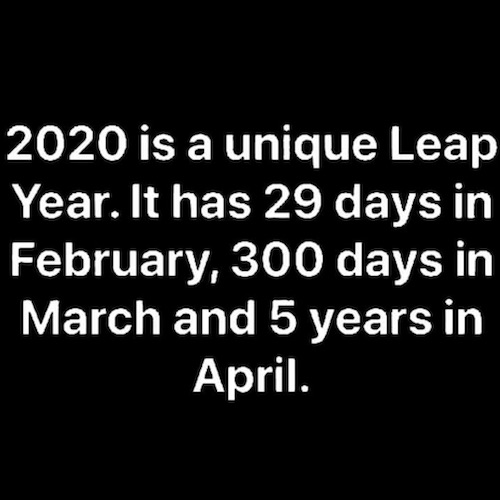 2020 is a unique Leap
Year. It has 29 days in
February, 300 days in
March and 5 years in
April.